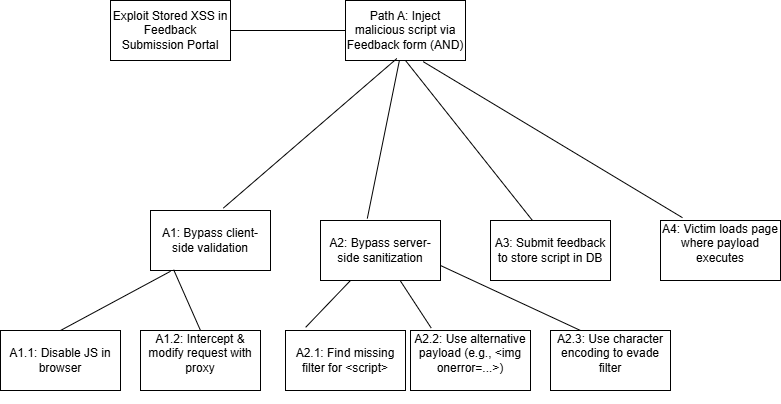 Exploit Stored XSS in
Feedback
Submission Portal
Path A: Inject
malicious script via
Feedback form (AND)
A1: Bypass client-
side validation
A2: Bypass server-
side sanitization
A3: Submit feedback
to store script in DB
A4: Victim loads page
where payload
executes
A1.1: Disable JS in
browser
A1.2: Intercept &
modify request with
proxy
A2.1: Find missing
filter for <script>
A2.2: Use alternative
payload (e.g., <img
onerror=...>)
A2.3: Use character
encoding to evade
filter